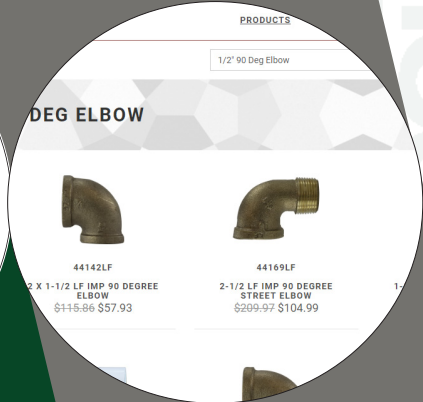 PRODUCTS
1/2" 90 Deg Elbow
DEG ELBOW
44142LF
2 X 1-1/2 LF IMP 90 DEGREE
ELBOW
$115.86 $57.93
44169LF
2-1/2 LF IMP 90 DEGREE
STREET ELBOW
$209.97 $104.99
1-